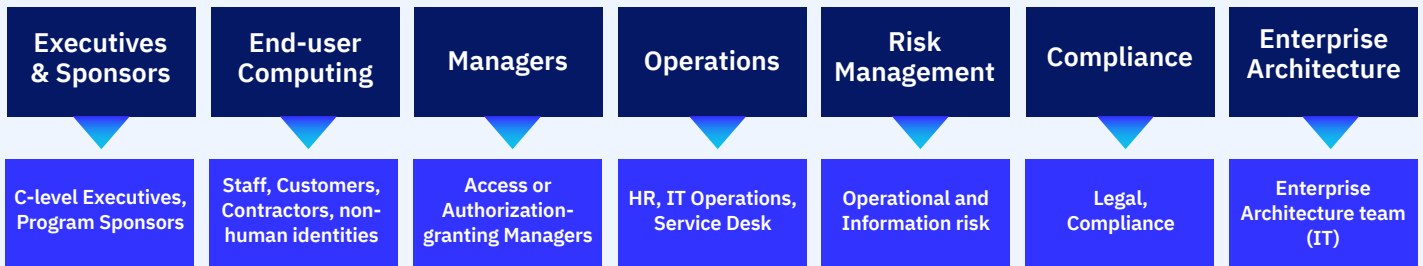 Executives
& Sponsors
End-user
Computing
Managers
Operations
Risk
Management
Compliance
Enterprise
Architecture
C-level Executives,
Program Sponsors
Staff, Customers,
Contractors, non-
human identities
Access or
Authorization-
granting Managers
HR, IT Operations,
Service Desk
Operational and
Information risk
Legal,
Compliance
Enterprise
Architecture team
(IT)